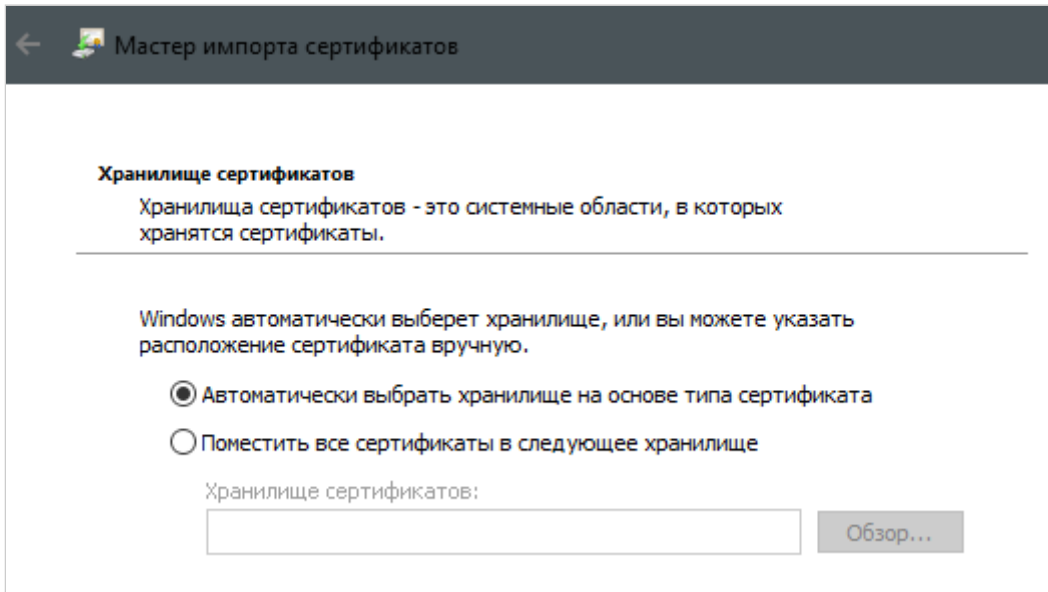 Мастер импорта сертификатов
Хранилище сертификатов
Хранилища сертификатов - это системные области, в которых
хранятся сертификаты.
Windows автоматически выберет хранилище, или вы можете указать
расположение сертификата вручную.
Автоматически выбрать хранилище на основе типа сертификата
Поместить все сертификаты в следующее хранилище
Хранилище сертификатов:
Обзор...